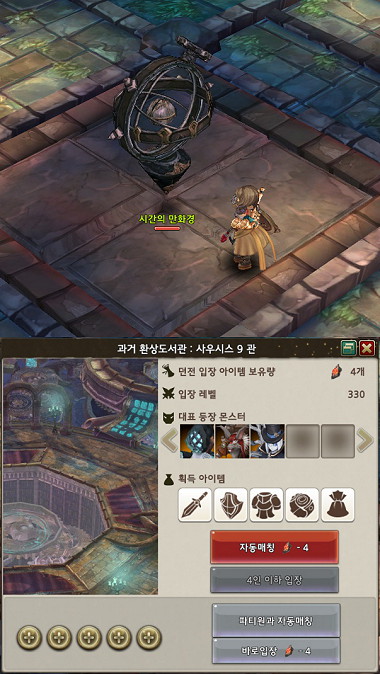 시간의 만화경
과거 환상도서관 : 사우시스 9 관
던전 입장 아이템 보유량 4개
입장 레벨 330
대표 등장 몬스터
획득 아이템
자동매칭 - 4
4인 이하 입장
파티원과 자동매칭
바로입장 - 4